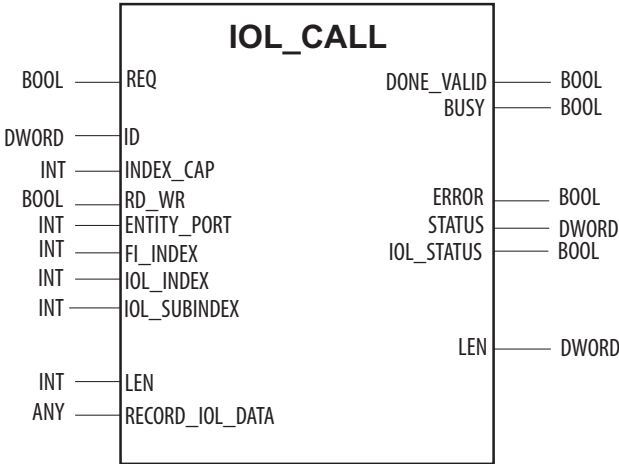 IOL_CALL
BOOL REQ DONE_VALID BOOL
BUSY BOOL
DWORD ID
INT INDEX_CAP
BOOL RD_WR ERROR BOOL
INT ENTITY_PORT STATUS DWORD
INT FI_INDEX IOL_STATUS BOOL
INT IOL_INDEX
INT IOL_SUBINDEX
LEN DWORD
INT LEN
ANY RECORD_IOL_DATA